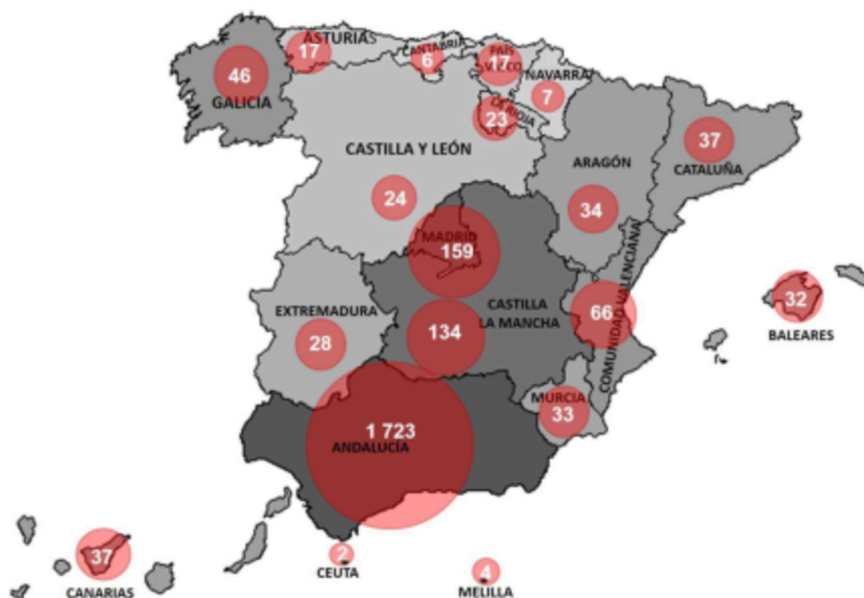 ASTURIAS
17
CANTABRIA
6
PAÍS
VASCO
17
NAVARRA
7
46
GALICIA
LA RIOJA
23
37
CATALUÑA
CASTILLA Y LEÓN
24
ARAGÓN
34
MADRID
159
COMUNIDAD VALENCIANA
66
CASTILLA
LA MANCHA
134
EXTREMADURA
28
32
BALEARES
MURCIA
33
1 723
ANDALUCÍA
37
CANARIAS
2
CEUTA
4
MELILLA